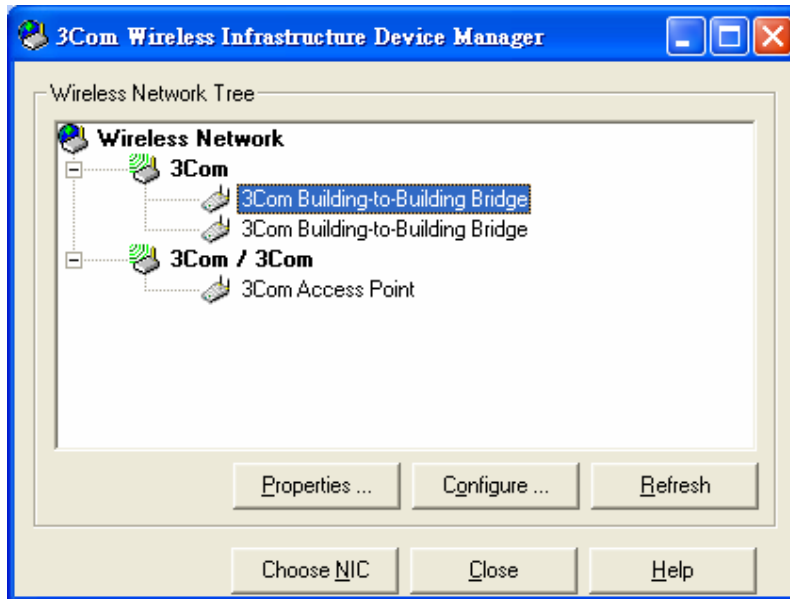 3Com Wireless Infrastructure Device Manager
Wireless Network Tree
Wireless Network
3Com
3Com Building-to-Building Bridge
3Com Building-to-Building Bridge
3Com / 3Com
3Com Access Point
Properties ... Configure ... Refresh
Choose NIC Close Help